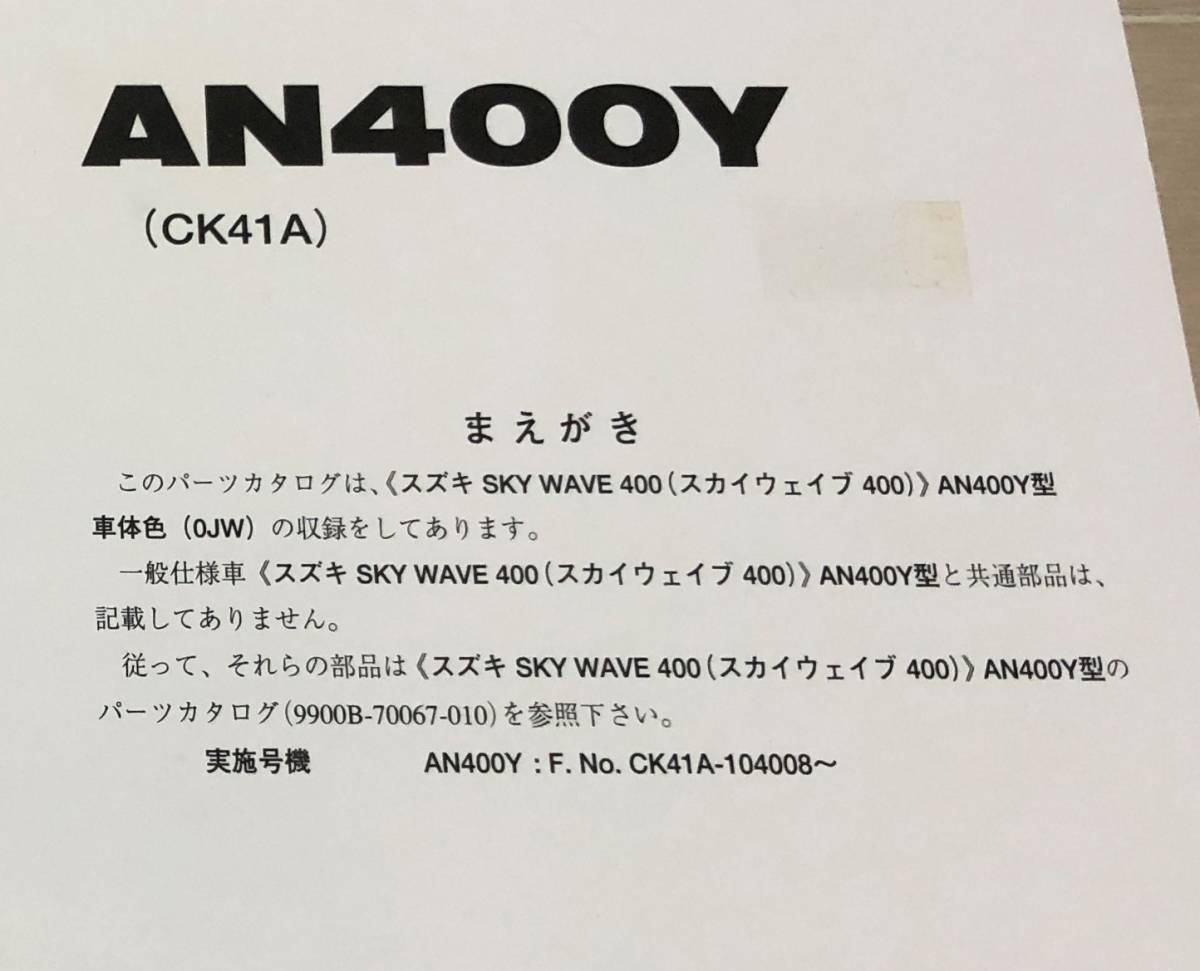 AN400Y
(CK41A)
まえがき
このパーツカタログは、《スズキ SKY WAVE 400(スカイウェイブ 400)》AN400Y型
車体色(0JW)の収録をしてあります。
一般仕様車《スズキ SKY WAVE 400(スカイウェイブ 400)》AN400Y型と共通部品は、
記載してありません。
従って、それらの部品は《スズキ SKY WAVE 400(スカイウェイブ 400)》AN400Y型の
パーツカタログ(9900B-70067-010)を参照下さい。
実施号機 AN400Y : F. No. CK41A-104008～